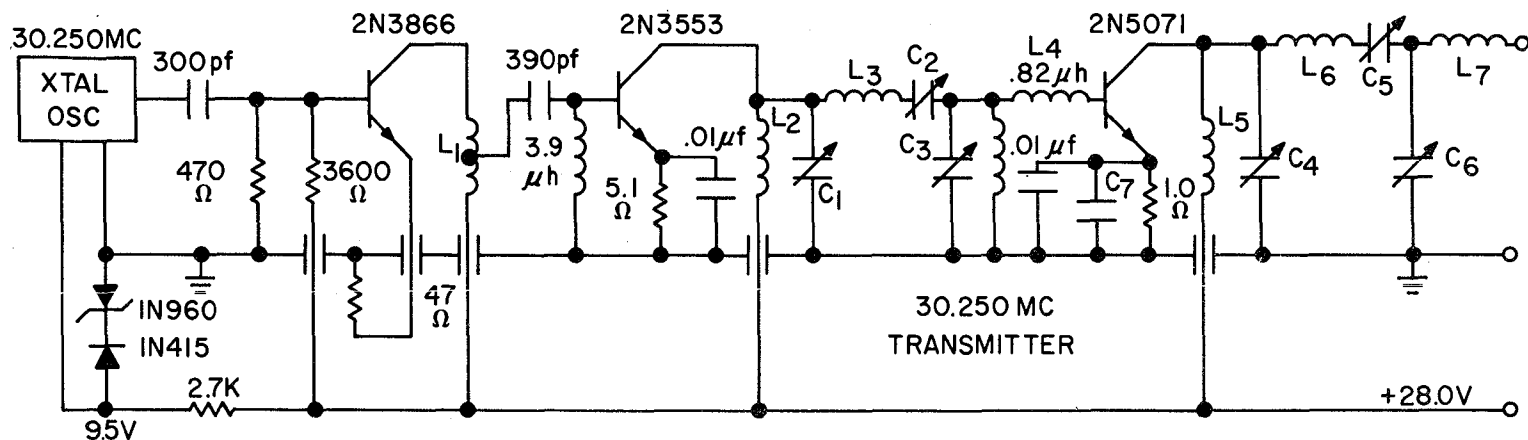 30.250MC
XTAL
OSC
300pf
2N3866
390pf
2N3553
L3
C2
L4
.82μh
2N5071
L6
C5
L7
470
Ω
3600
Ω
L1
3.9
μh
.01μf
5.1
Ω
L2
C1
C3
.01μf
C7
1.0
Ω
L5
C4
C6
47
Ω
IN960
IN415
2.7K
9.5V
30.250 MC
TRANSMITTER
+28.0V